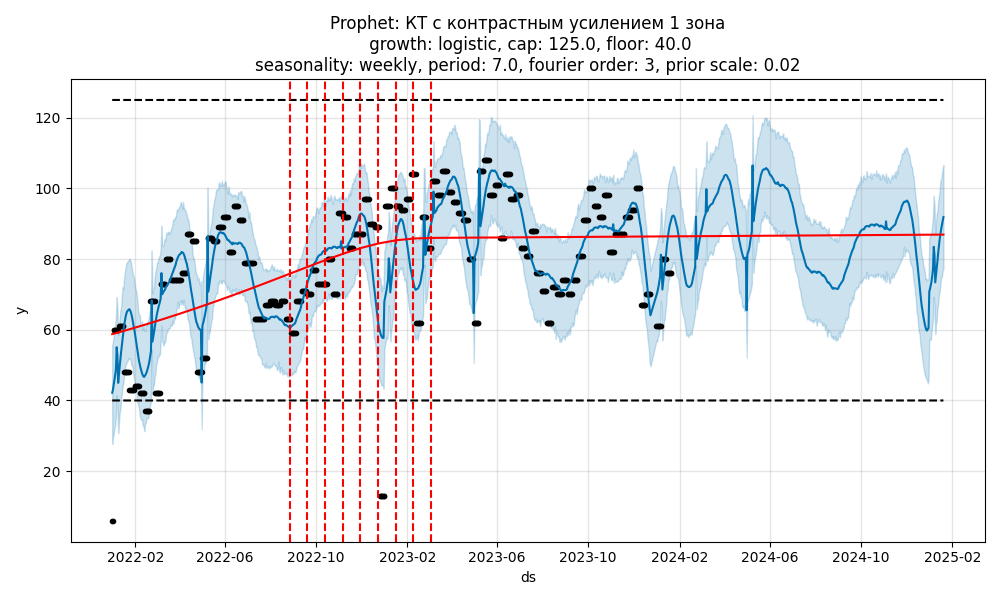 Prophet: КТ с контрастным усилением 1 зона
growth: logistic, cap: 125.0, floor: 40.0
seasonality: weekly, period: 7.0, fourier order: 3, prior scale: 0.02
120
100
80
60
40
20
y
2022-02 2022-06 2022-10 2023-02 2023-06 2023-10 2024-02 2024-06 2024-10 2025-02
ds